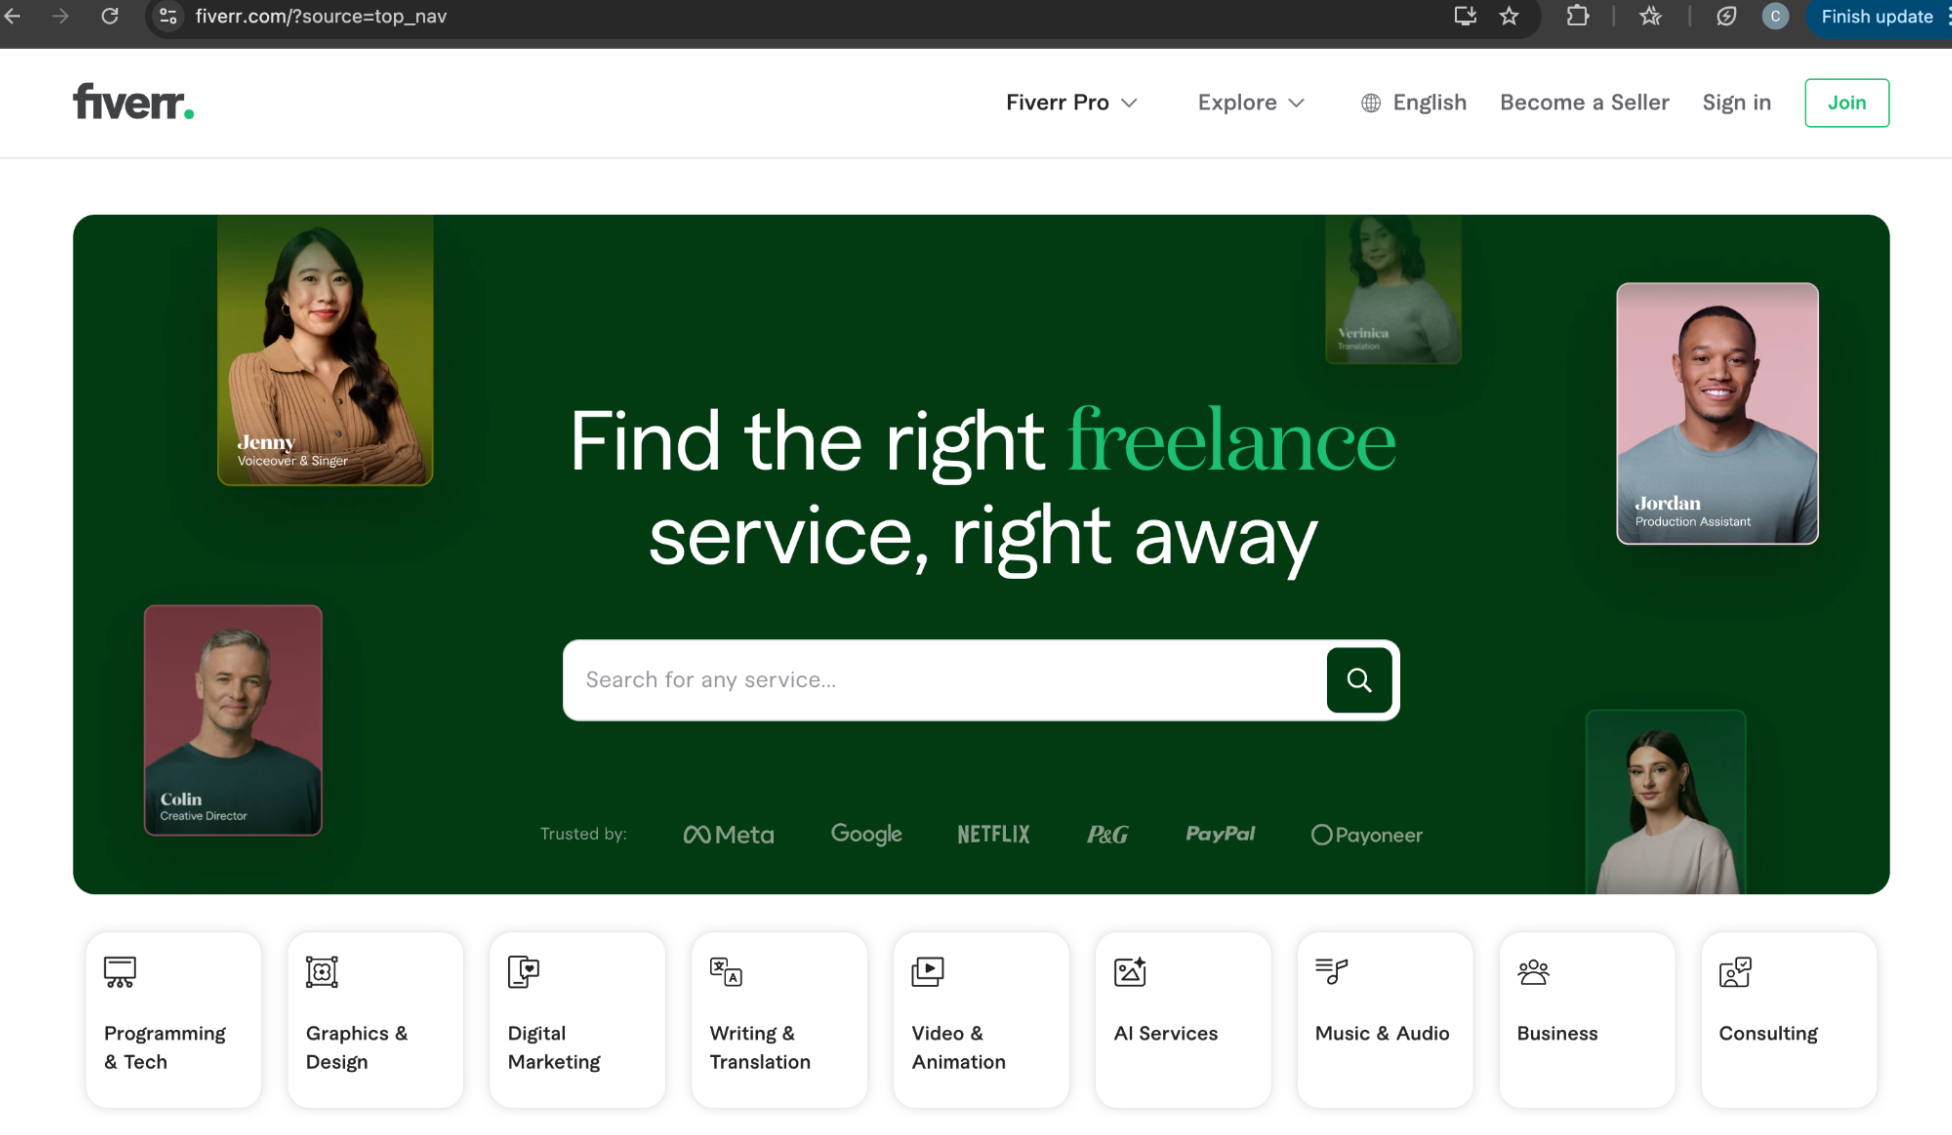 fiverr.com/?source=top_nav
C
Finish update
fiverr.
Fiverr Pro
Explore
English
Become a Seller
Sign in
Join
Jenny
Voiceover & Singer
Verinica
Translation
Jordan
Production Assistant
Find the right freelance
service, right away
Search for any service...
Colin
Creative Director
Trusted by:
Meta
Google
NETFLIX
P&G
PayPal
Payoneer
文
A
Programming
& Tech
Graphics &
Design
Digital
Marketing
Writing &
Translation
Video &
Animation
AI Services
Music & Audio
Business
Consulting